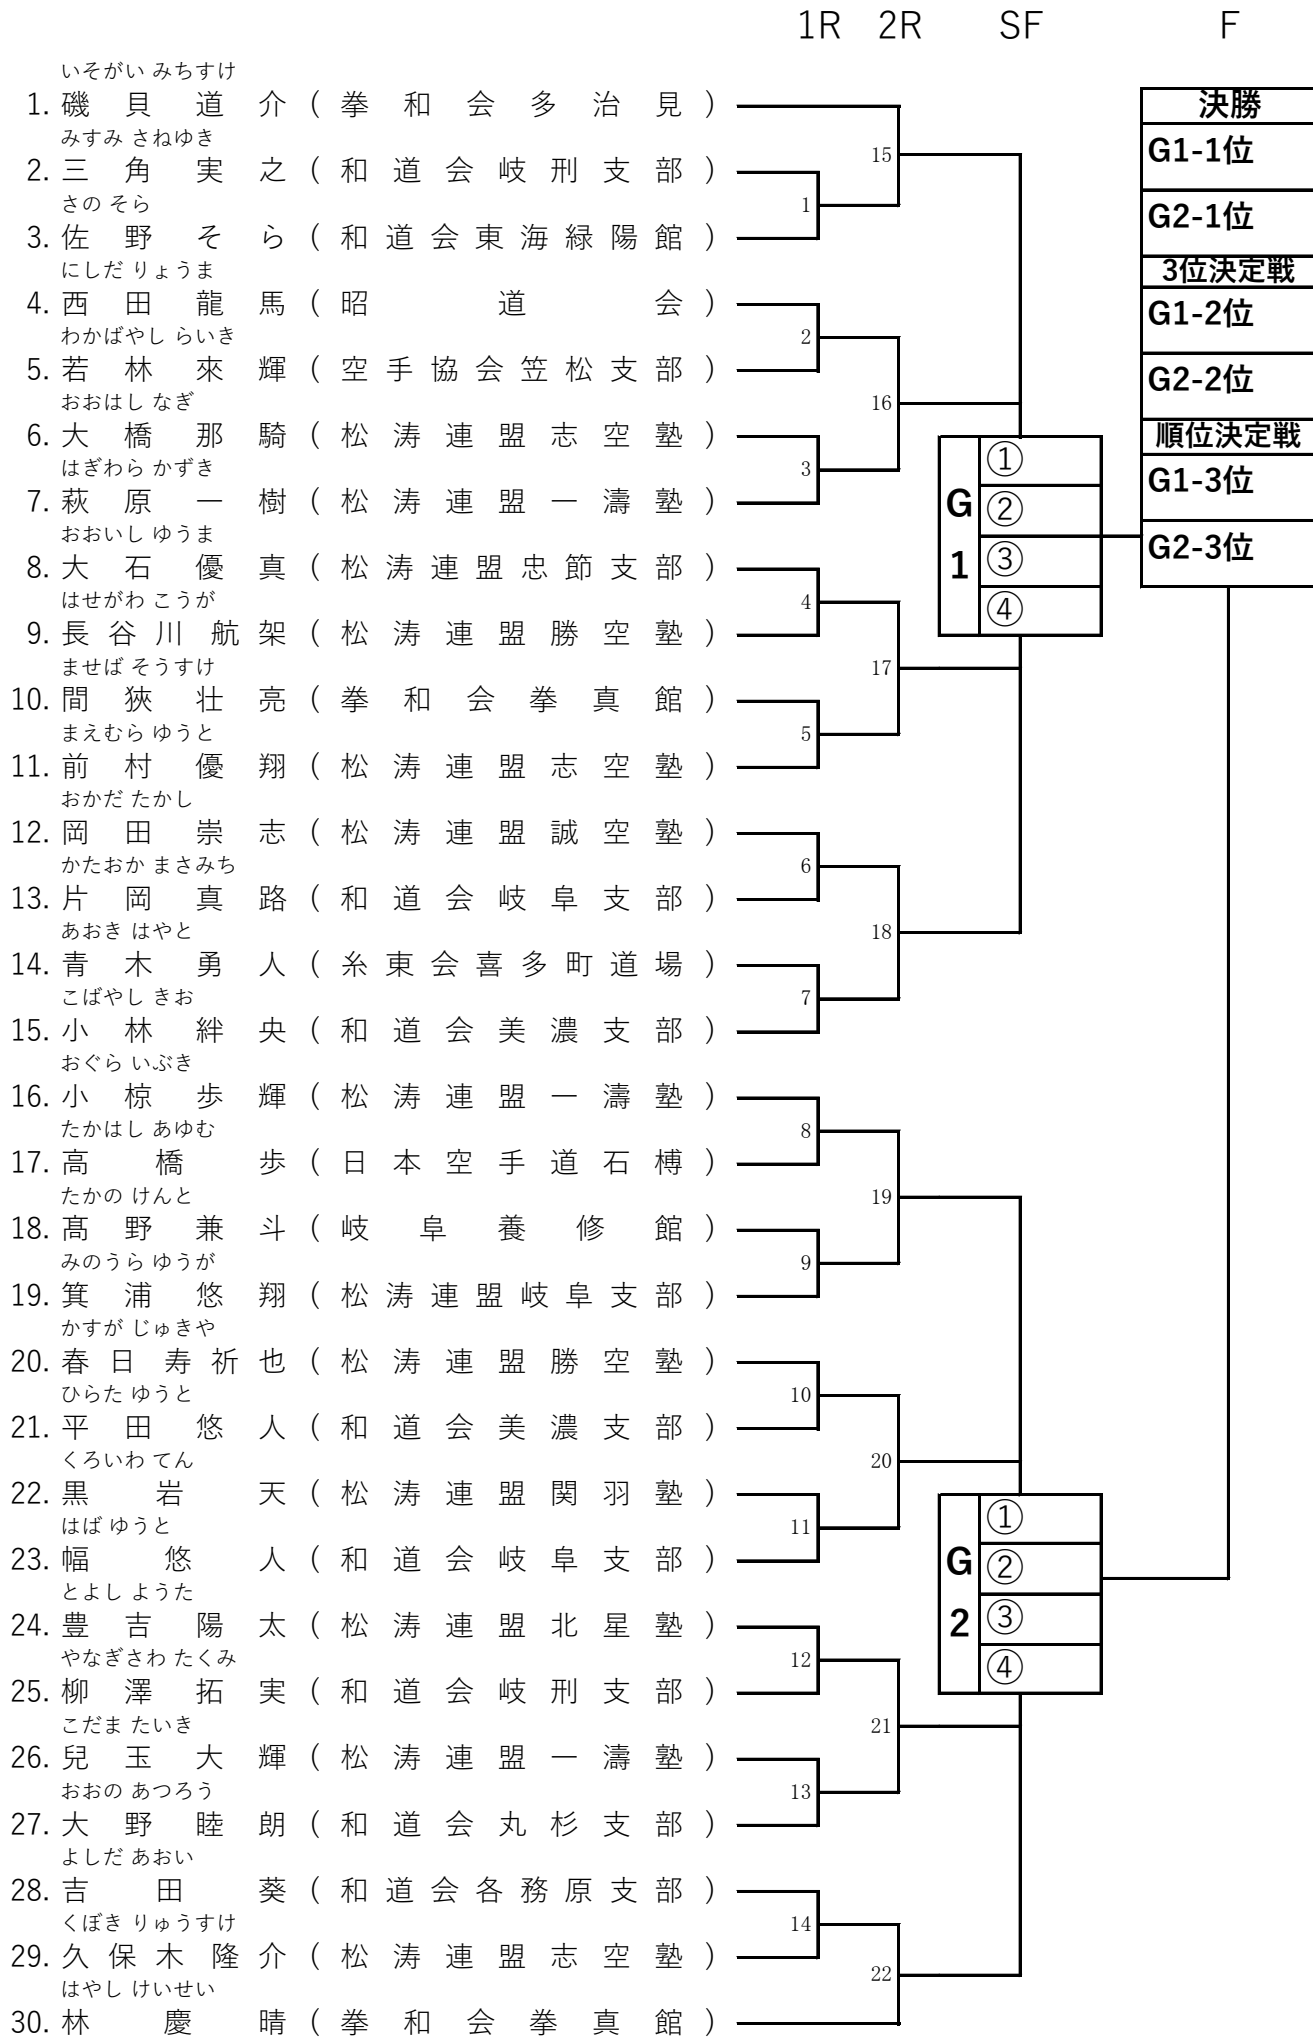 1R 2R SF F
いそがい みちすけ
1. 磯貝道介 (拳和会多治見)
みすみ さねゆき
2. 三角実之 (和道会岐刑支部)
さの そら
3. 佐野そら (和道会東海緑陽館)
にしだ りょうま
4. 西田龍馬 (昭道会)
わかばやし らいき
5. 若林來輝 (空手協会笠松支部)
おおはし なぎ
6. 大橋那騎 (松涛連盟志空塾)
はぎわら かずき
7. 萩原一樹 (松涛連盟一濤塾)
おおいし ゆうま
8. 大石優真 (松涛連盟忠節支部)
はせがわ こうが
9. 長谷川航架 (松涛連盟勝空塾)
ませば そうすけ
10. 間狹壮亮 (拳和会拳真館)
まえむら ゆうと
11. 前村優翔 (松涛連盟志空塾)
おかだ たかし
12. 岡田崇志 (松涛連盟誠空塾)
かたおか まさみち
13. 片岡真路 (和道会岐阜支部)
あおき はやと
14. 青木勇人 (糸東会喜多町道場)
こばやし きお
15. 小林絆央 (和道会美濃支部)
おぐら いぶき
16. 小椋歩輝 (松涛連盟一濤塾)
たかはし あゆむ
17. 高橋歩 (日本空手道石榑)
たかの けんと
18. 髙野兼斗 (岐阜養修館)
みのうら ゆうが
19. 箕浦悠翔 (松涛連盟岐阜支部)
かすが じゅきや
20. 春日寿祈也 (松涛連盟勝空塾)
ひらた ゆうと
21. 平田悠人 (和道会美濃支部)
くろいわ てん
22. 黒岩天 (松涛連盟関羽塾)
はば ゆうと
23. 幅悠人 (和道会岐阜支部)
とよし ようた
24. 豊吉陽太 (松涛連盟北星塾)
やなぎさわ たくみ
25. 柳澤拓実 (和道会岐刑支部)
こだま たいき
26. 兒玉大輝 (松涛連盟一濤塾)
おおの あつろう
27. 大野睦朗 (和道会丸杉支部)
よしだ あおい
28. 吉田葵 (和道会各務原支部)
くぼき りゅうすけ
29. 久保木隆介 (松涛連盟志空塾)
はやし けいせい
30. 林慶晴 (拳和会拳真館)
1
2
3
4
5
6
7
8
9
10
11
12
13
14
15
16
17
18
19
20
21
22
G1
①
②
③
④
G2
①
②
③
④
決勝
G1-1位
G2-1位
3位決定戦
G1-2位
G2-2位
順位決定戦
G1-3位
G2-3位